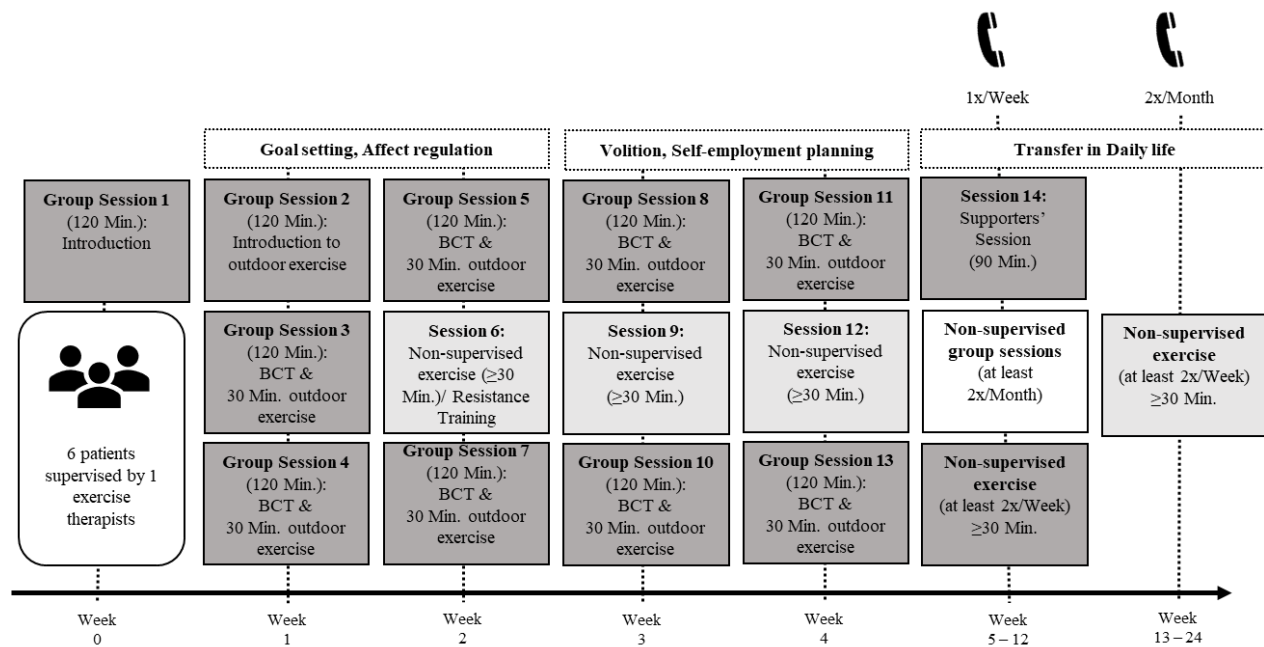 1x/Week
2x/Month
Goal setting, Affect regulation
Volition, Self-employment planning
Transfer in Daily life
Group Session 1
(120 Min.):
Introduction
Group Session 2
(120 Min.):
Introduction to
outdoor exercise
Group Session 5
(120 Min.):
BCT &
30 Min. outdoor
exercise
Group Session 8
(120 Min.):
BCT &
30 Min. outdoor
exercise
Group Session 11
(120 Min.):
BCT &
30 Min. outdoor
exercise
Session 14:
Supporters’
Session
(90 Min.)
6 patients
supervised by 1
exercise
therapists
Group Session 3
(120 Min.):
BCT &
30 Min. outdoor
exercise
Session 6:
Non-supervised
exercise (≥30
Min.)/ Resistance
Training
Session 9:
Non-supervised
exercise
(≥30 Min.)
Session 12:
Non-supervised
exercise
(≥30 Min.)
Non-supervised
group sessions
(at least
2x/Month)
Non-supervised
exercise
(at least 2x/Week)
≥30 Min.
Group Session 4
(120 Min.):
BCT &
30 Min. outdoor
exercise
Group Session 7
(120 Min.):
BCT &
30 Min. outdoor
exercise
Group Session 10
(120 Min.):
BCT &
30 Min. outdoor
exercise
Group Session 13
(120 Min.):
BCT &
30 Min. outdoor
exercise
Non-supervised
exercise
(at least 2x/Week)
≥30 Min.
Week
0
Week
1
Week
2
Week
3
Week
4
Week
5 – 12
Week
13 – 24